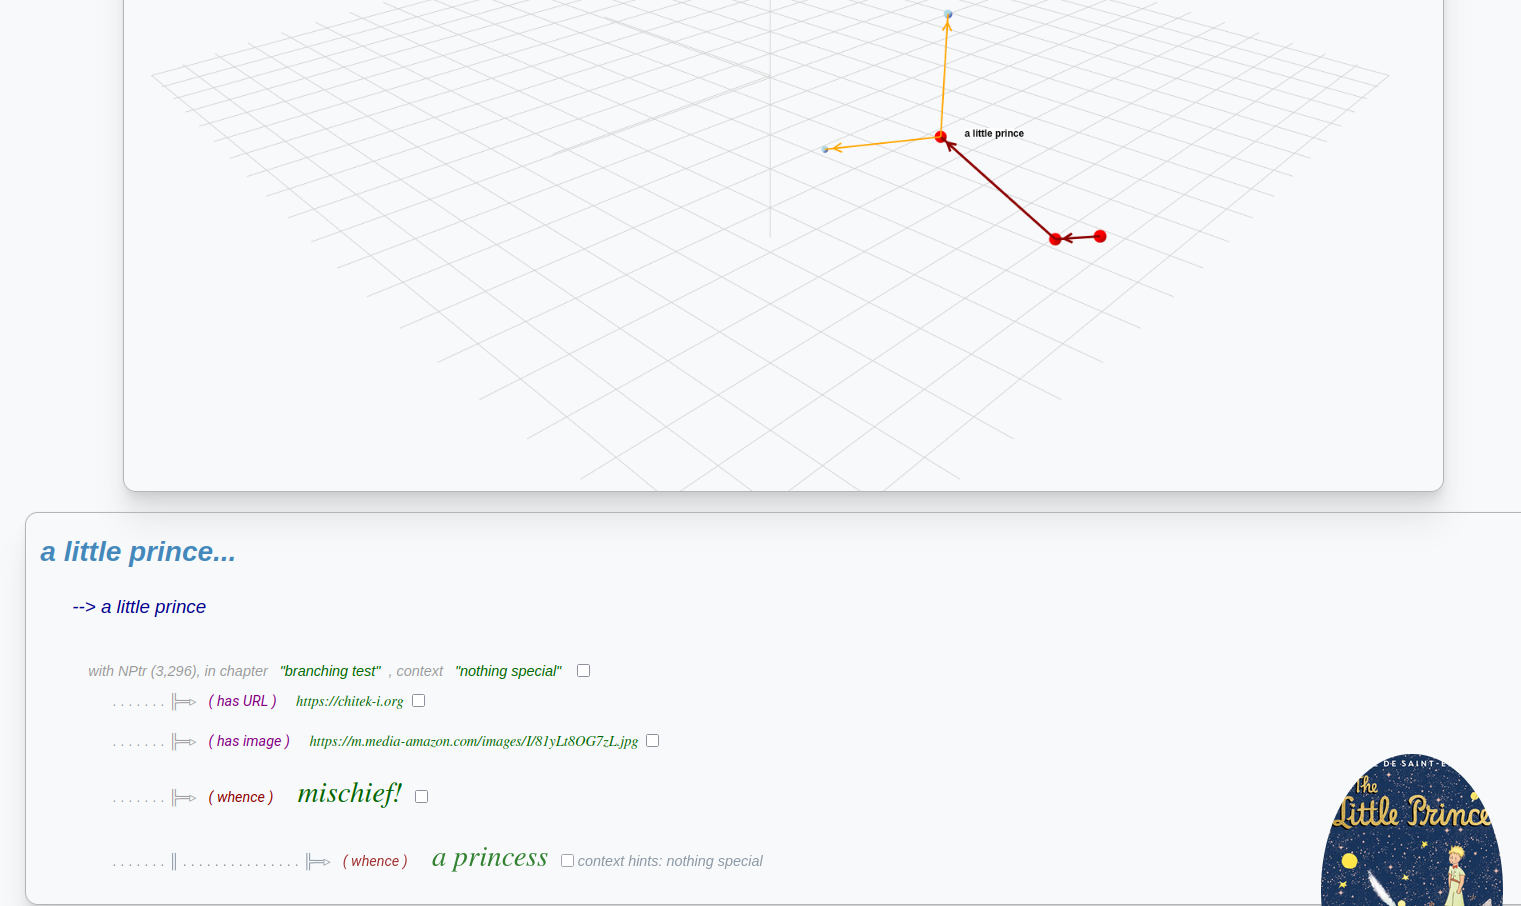 a little prince
a little prince...
--> a little prince
with NPtr (3,296), in chapter "branching test" , context "nothing special"
( has URL ) https://chitek-i.org
( has image ) https://m.media-amazon.com/images/I/81yLt8OG7zL.jpg
( whence ) mischief!
( whence ) a princess context hints: nothing special
DE SAINT-E
The
Little Prince